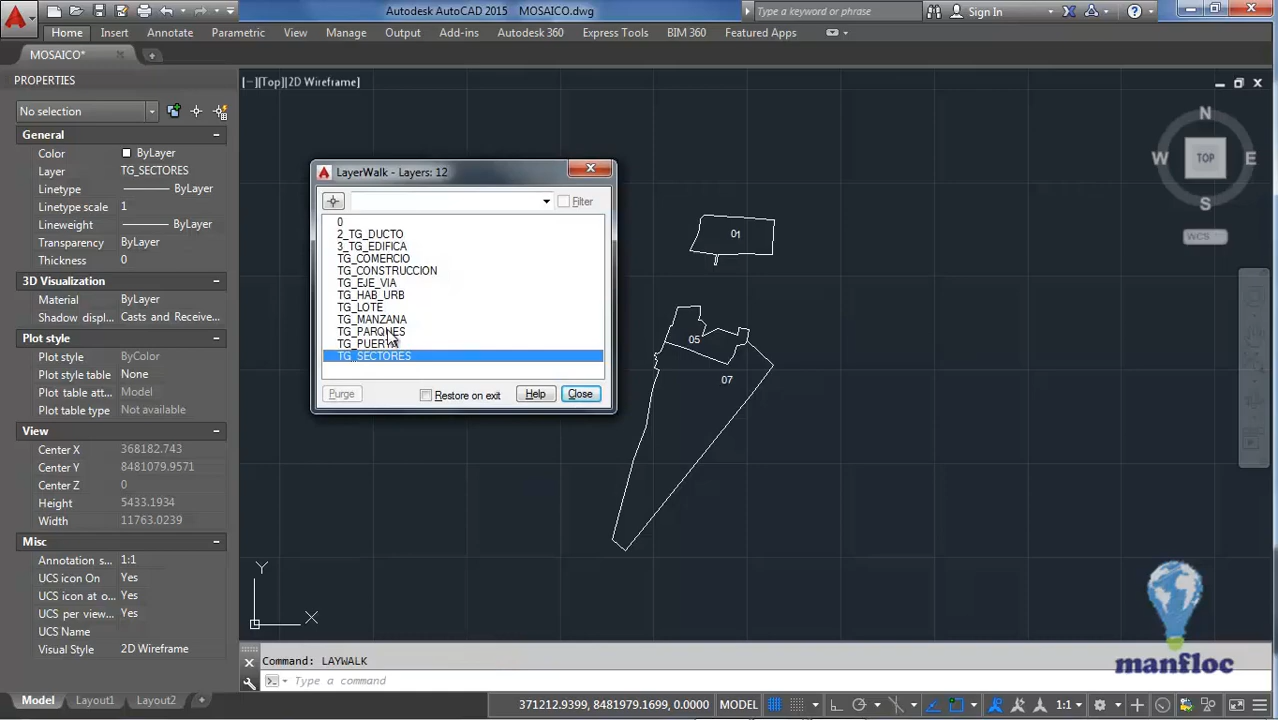 Autodesk AutoCAD 2015 MOSAICO.dwg
Type a keyword or phrase
Sign In
Home Insert Annotate Parametric View Manage Output Add-ins Autodesk 360 Express Tools BIM 360 Featured Apps
MOSAICO*
PROPERTIES
[−][Top][2D Wireframe]
No selection
General
Color ByLayer
Layer TG_SECTORES
Linetype ByLayer
Linetype scale 1
Lineweight ByLayer
Transparency ByLayer
Thickness 0
3D Visualization
Material ByLayer
Shadow displ... Casts and Receive...
Plot style
Plot style ByColor
Plot style table None
Plot table att... Model
Plot table type Not available
View
Center X 368182.743
Center Y 8481079.9571
Center Z 0
Height 5433.1934
Width 11763.0239
Misc
Annotation s... 1:1
UCS icon On Yes
UCS icon at o... Yes
UCS per view... Yes
UCS Name
Visual Style 2D Wireframe
LayerWalk - Layers: 12
Filter
0
2_TG_DUCTO
3_TG_EDIFICA
TG_COMERCIO
TG_CONSTRUCCION
TG_EJE_VIA
TG_HAB_URB
TG_LOTE
TG_MANZANA
TG_PARQUES
TG_SECTORES
Purge Restore on exit Help Close
01
05
07
N
W TOP E
S
WCS
Y
X
manfloc
Command: LAYWALK
Type a command
Model Layout1 Layout2
371212.9399, 8481979.1699, 0.0000 MODEL 1:1